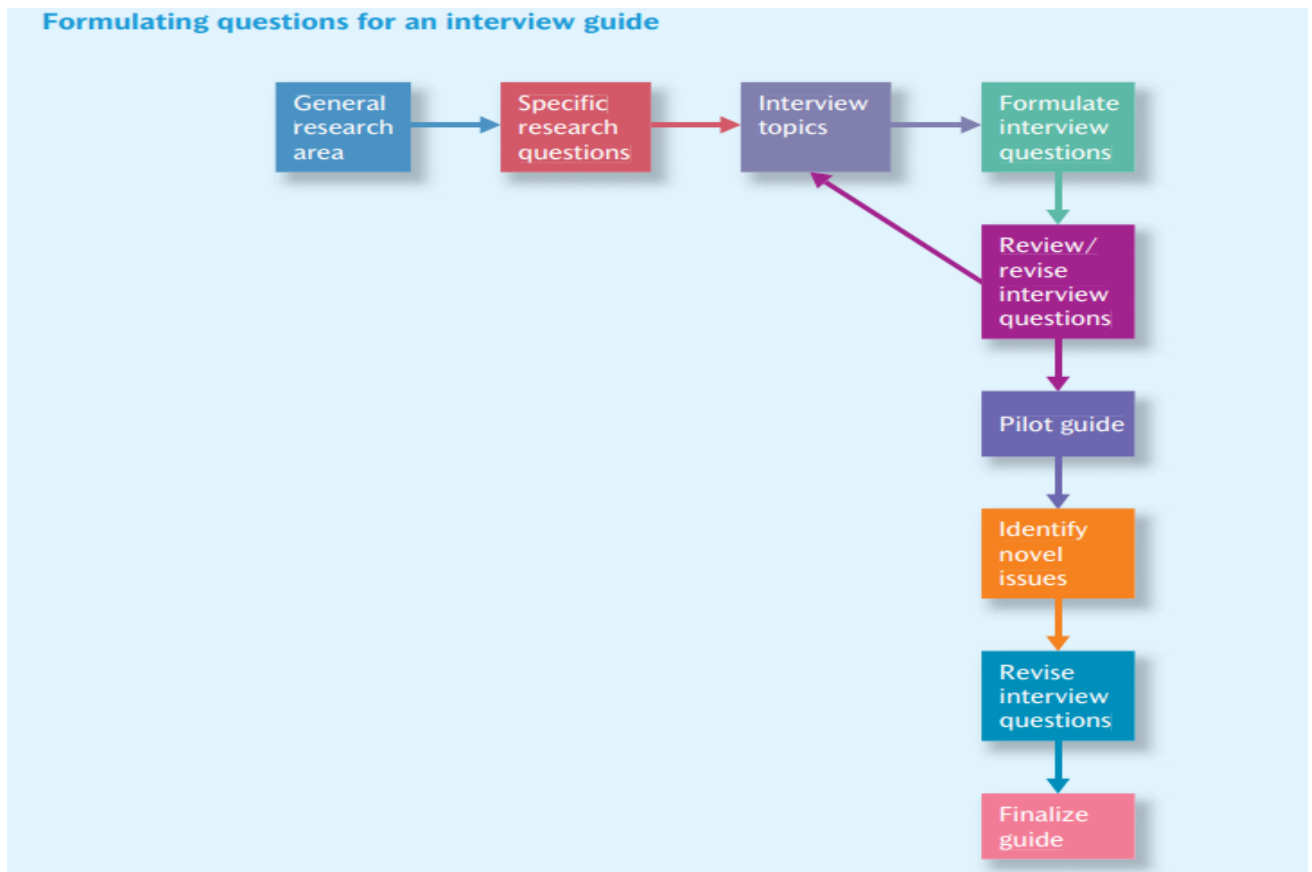 Formulating questions for an interview guide
General
research
area
Specific
research
questions
Interview
topics
Formulate
interview
questions
Review/
revise
interview
questions
Pilot guide
Identify
novel
issues
Revise
interview
questions
Finalize
guide